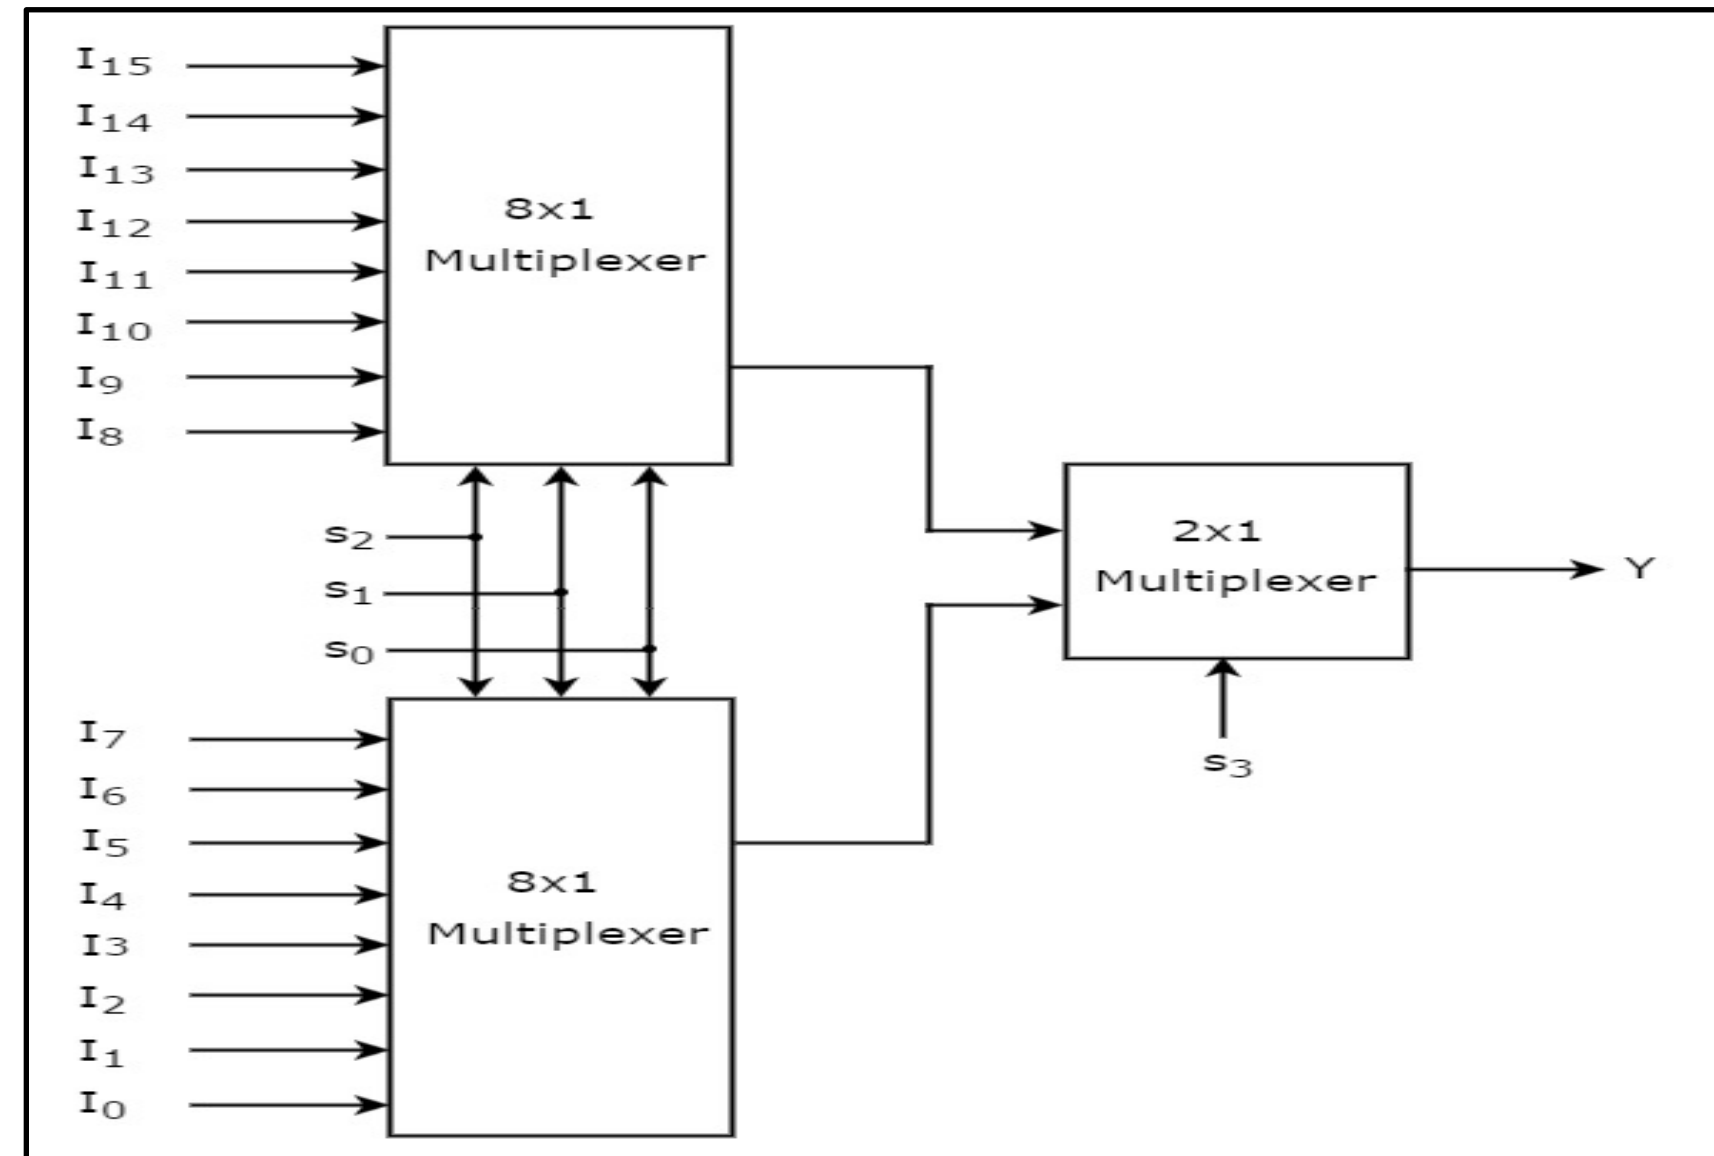 I15
I14
I13
I12
I11
I10
I9
I8
8x1
Multiplexer
s2
s1
s0
I7
I6
I5
I4
I3
I2
I1
I0
8x1
Multiplexer
2x1
Multiplexer
Y
s3